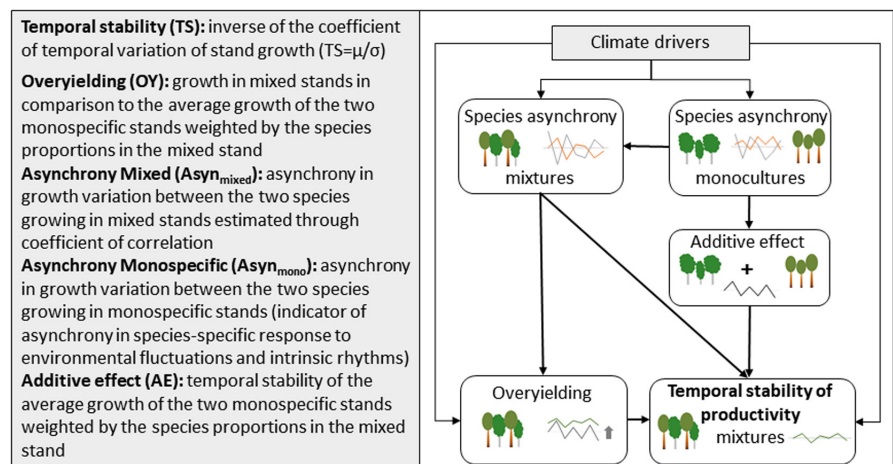 Temporal stability (TS): inverse of the coefficient
of temporal variation of stand growth (TS=μ/σ)
Overyielding (OY): growth in mixed stands in
comparison to the average growth of the two
monospecific stands weighted by the species
proportions in the mixed stand
Asynchrony Mixed (Asynmixed): asynchrony in
growth variation between the two species
growing in mixed stands estimated through
coefficient of correlation
Asynchrony Monospecific (Asynmono): asynchrony
in growth variation between the two species
growing in monospecific stands (indicator of
asynchrony in species-specific response to
environmental fluctuations and intrinsic rhythms)
Additive effect (AE): temporal stability of the
average growth of the two monospecific stands
weighted by the species proportions in the mixed
stand
Climate drivers
Species asynchrony
mixtures
Species asynchrony
monocultures
Additive effect
+
Overyielding
Temporal stability of
productivity
mixtures